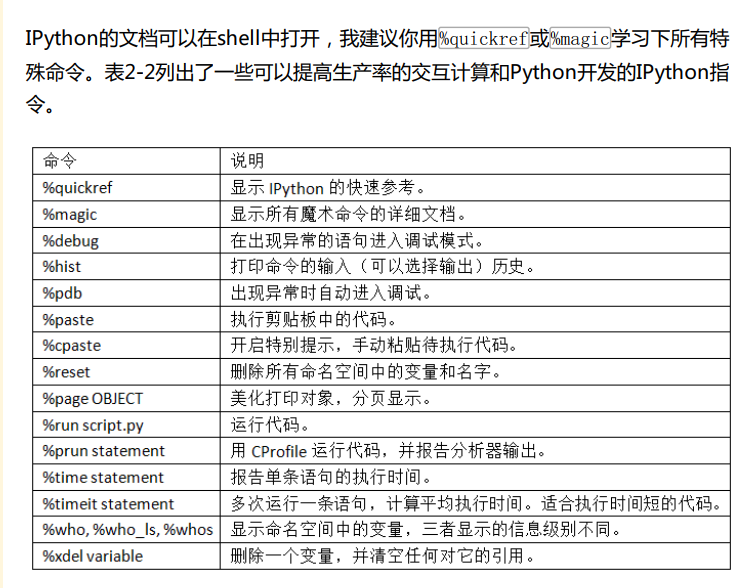 IPython的文档可以在shell中打开，我建议你用%quickref或%magic学习下所有特
殊命令。表2-2列出了一些可以提高生产率的交互计算和Python开发的IPython指
令。
命令 说明
%quickref 显示 IPython 的快速参考。
%magic 显示所有魔术命令的详细文档。
%debug 在出现异常的语句进入调试模式。
%hist 打印命令的输入（可以选择输出）历史。
%pdb 出现异常时自动进入调试。
%paste 执行剪贴板中的代码。
%cpaste 开启特别提示，手动粘贴待执行代码。
%reset 删除所有命名空间中的变量和名字。
%page OBJECT 美化打印对象，分页显示。
%run script.py 运行代码。
%prun statement 用 CProfile 运行代码，并报告分析器输出。
%time statement 报告单条语句的执行时间。
%timeit statement 多次运行一条语句，计算平均执行时间。适合执行时间短的代码。
%who, %who_ls, %whos 显示命名空间中的变量，三者显示的信息级别不同。
%xdel variable 删除一个变量，并清空任何对它的引用。